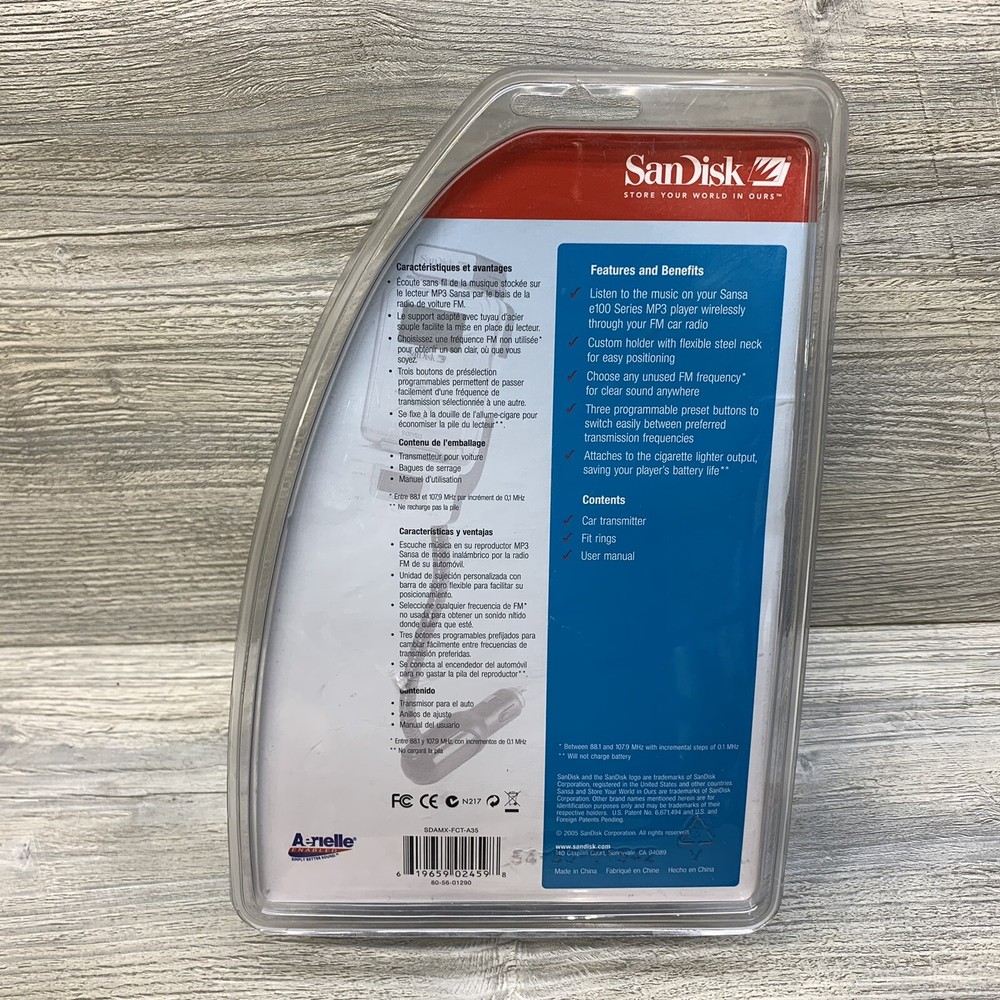 SanDisk
STORE YOUR WORLD IN OURS™
Caractéristiques et avantages
• Écoute sans fil de la musique stockée sur
le lecteur MP3 Sansa par le biais de la
radio de voiture FM.
• Le support adapté avec tuyau d'acier
souple facilite la mise en place du lecteur.
• Choisissez une fréquence FM non utilisée*
pour obtenir un son clair, où que vous
soyez.
• Trois boutons de présélection
programmables permettent de passer
facilement d'une fréquence de
transmission sélectionnée à une autre.
• Se fixe à la douille de l'allume-cigare pour
économiser la pile du lecteur**.
Contenu de l'emballage
• Transmetteur pour voiture
• Bagues de serrage
• Manuel d'utilisation
* Entre 88,1 et 107,9 MHz par incrément de 0,1 MHz
** Ne recharge pas la pile
Características y ventajas
• Escuche música en su reproductor MP3
Sansa de modo inalámbrico por la radio
FM de su automóvil.
• Unidad de sujeción personalizada con
barra de acero flexible para facilitar su
posicionamiento.
• Seleccione cualquier frecuencia de FM*
no usada para obtener un sonido nítido
donde quiera que esté.
• Tres botones programables prefijados para
cambiar fácilmente entre frecuencias de
transmisión preferidas.
• Se conecta al encendedor del automóvil
para no gastar la pila del reproductor**.
Contenido
• Transmisor para el auto
• Anillos de ajuste
• Manual del usuario
* Entre 88.1 y 107.9 MHz, con incrementos de 0.1 MHz
** No cargará la pila
FC CE N217
Aerielle®
ENABLED
SIMPLY BETTER SOUND™
SDAMX-FCT-A35
6 19659 02459 8
80-56-01290
Features and Benefits
Listen to the music on your Sansa
e100 Series MP3 player wirelessly
through your FM car radio
Custom holder with flexible steel neck
for easy positioning
Choose any unused FM frequency*
for clear sound anywhere
Three programmable preset buttons to
switch easily between preferred
transmission frequencies
Attaches to the cigarette lighter output,
saving your player's battery life**
Contents
Car transmitter
Fit rings
User manual
* Between 88.1 and 107.9 MHz with incremental steps of 0.1 MHz
** Will not charge battery
SanDisk and the SanDisk logo are trademarks of SanDisk
Corporation, registered in the United States and other countries.
Sansa and Store Your World in Ours are trademarks of SanDisk
Corporation. Other brand names mentioned herein are for
identification purposes only and may be trademarks of their
respective holders. U.S. Patent No. 6,671,494 and U.S. and
Foreign Patents Pending.
© 2005 SanDisk Corporation. All rights reserved.
www.sandisk.com
140 Caspian Court, Sunnyvale, CA 94089
Made in China Fabriqué en Chine Hecho en China